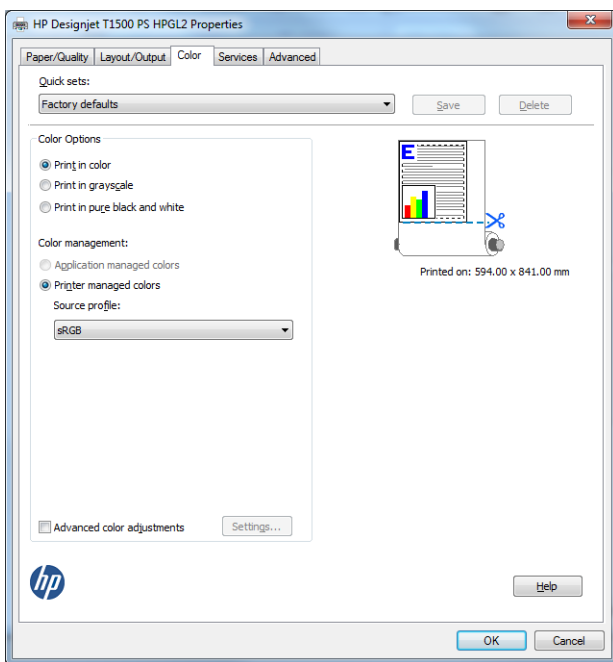 HP Designjet T1500 PS HPGL2 Properties
Paper/Quality Layout/Output Color Services Advanced
Quick sets:
Factory defaults Save Delete
Color Options
Print in color
Print in grayscale
Print in pure black and white
E
Color management:
Application managed colors
Printer managed colors
Printed on: 594.00 x 841.00 mm
Source profile:
sRGB
Advanced color adjustments Settings...
hp
Help
OK Cancel